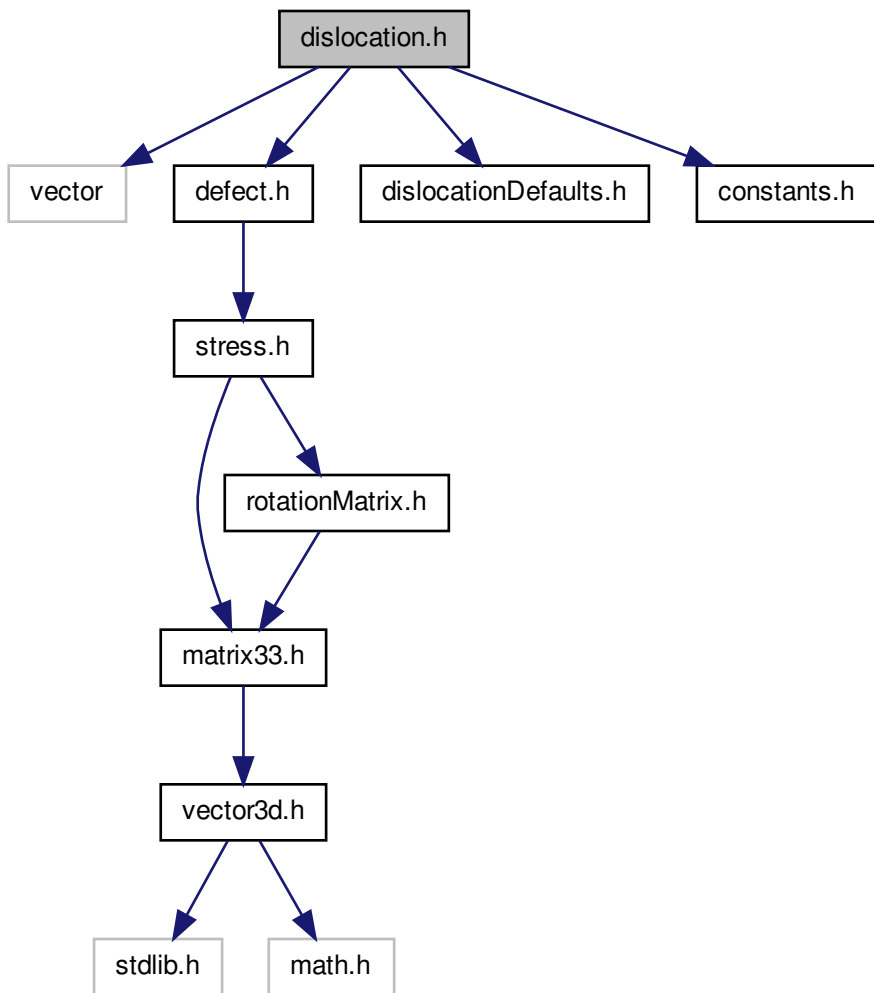 dislocation.h
vector
defect.h
dislocationDefaults.h
constants.h
stress.h
rotationMatrix.h
matrix33.h
vector3d.h
stdlib.h
math.h